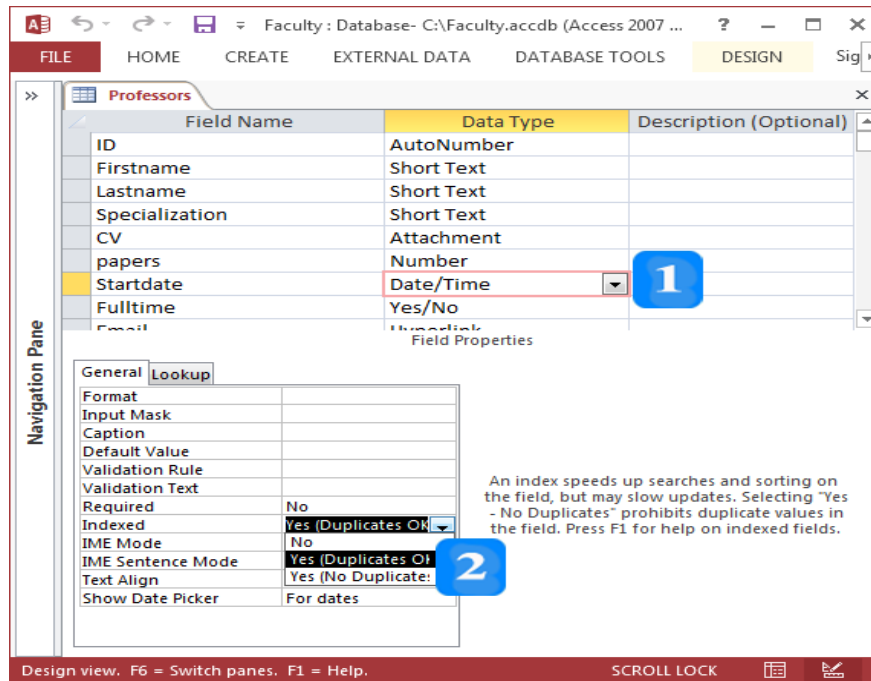 Faculty : Database- C:\Faculty.accdb (Access 2007 ... ?
FILE HOME CREATE EXTERNAL DATA DATABASE TOOLS DESIGN Sig
» Professors
Field Name Data Type Description (Optional)
ID AutoNumber
Firstname Short Text
Lastname Short Text
Specialization Short Text
CV Attachment
papers Number
Startdate Date/Time 1
Fulltime Yes/No
Email Hyperlink
Field Properties
Navigation Pane
General Lookup
Format
Input Mask
Caption
Default Value
Validation Rule
Validation Text
Required No
Indexed Yes (Duplicates OK
IME Mode No
IME Sentence Mode Yes (Duplicates OK
Text Align Yes (No Duplicates
Show Date Picker For dates
2
An index speeds up searches and sorting on
the field, but may slow updates. Selecting "Yes
- No Duplicates" prohibits duplicate values in
the field. Press F1 for help on indexed fields.
Design view. F6 = Switch panes. F1 = Help. SCROLL LOCK